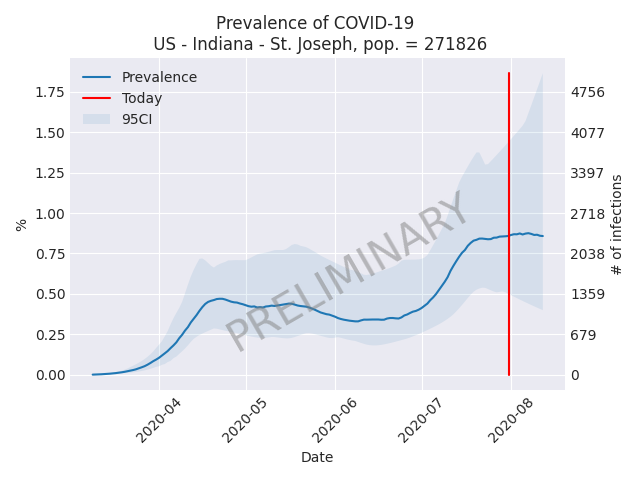 Prevalence of COVID-19
US - Indiana - St. Joseph, pop. = 271826
Prevalence
Today
95CI
1.75
1.50
1.25
1.00
0.75
0.50
0.25
0.00
%
4756
4077
3397
2718
2038
1359
679
0
# of infections
PRELIMINARY
2020-04
2020-05
2020-06
2020-07
2020-08
Date